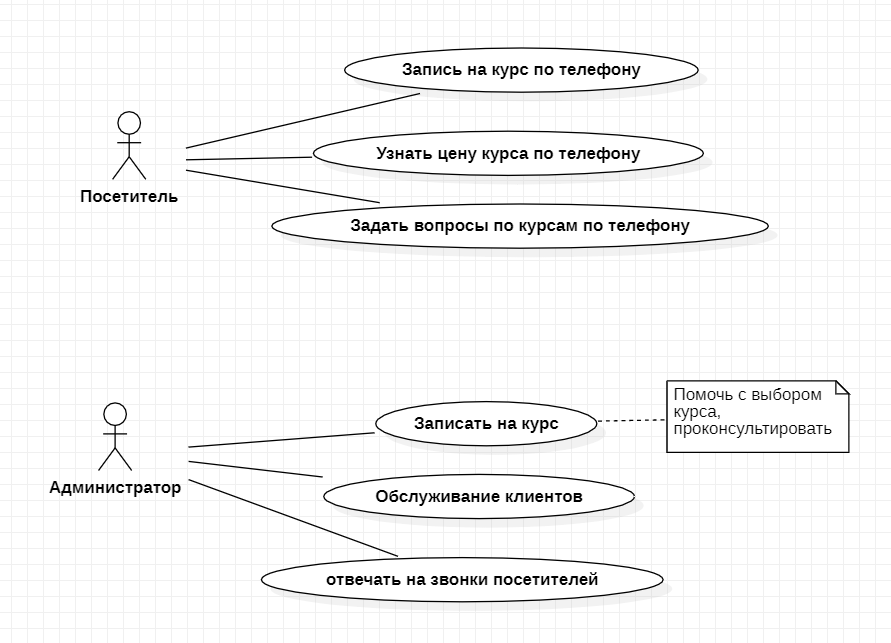 Запись на курс по телефону
Узнать цену курса по телефону
Посетитель
Задать вопросы по курсам по телефону
Помочь с выбором
курса,
проконсультировать
Записать на курс
Администратор
Обслуживание клиентов
отвечать на звонки посетителей